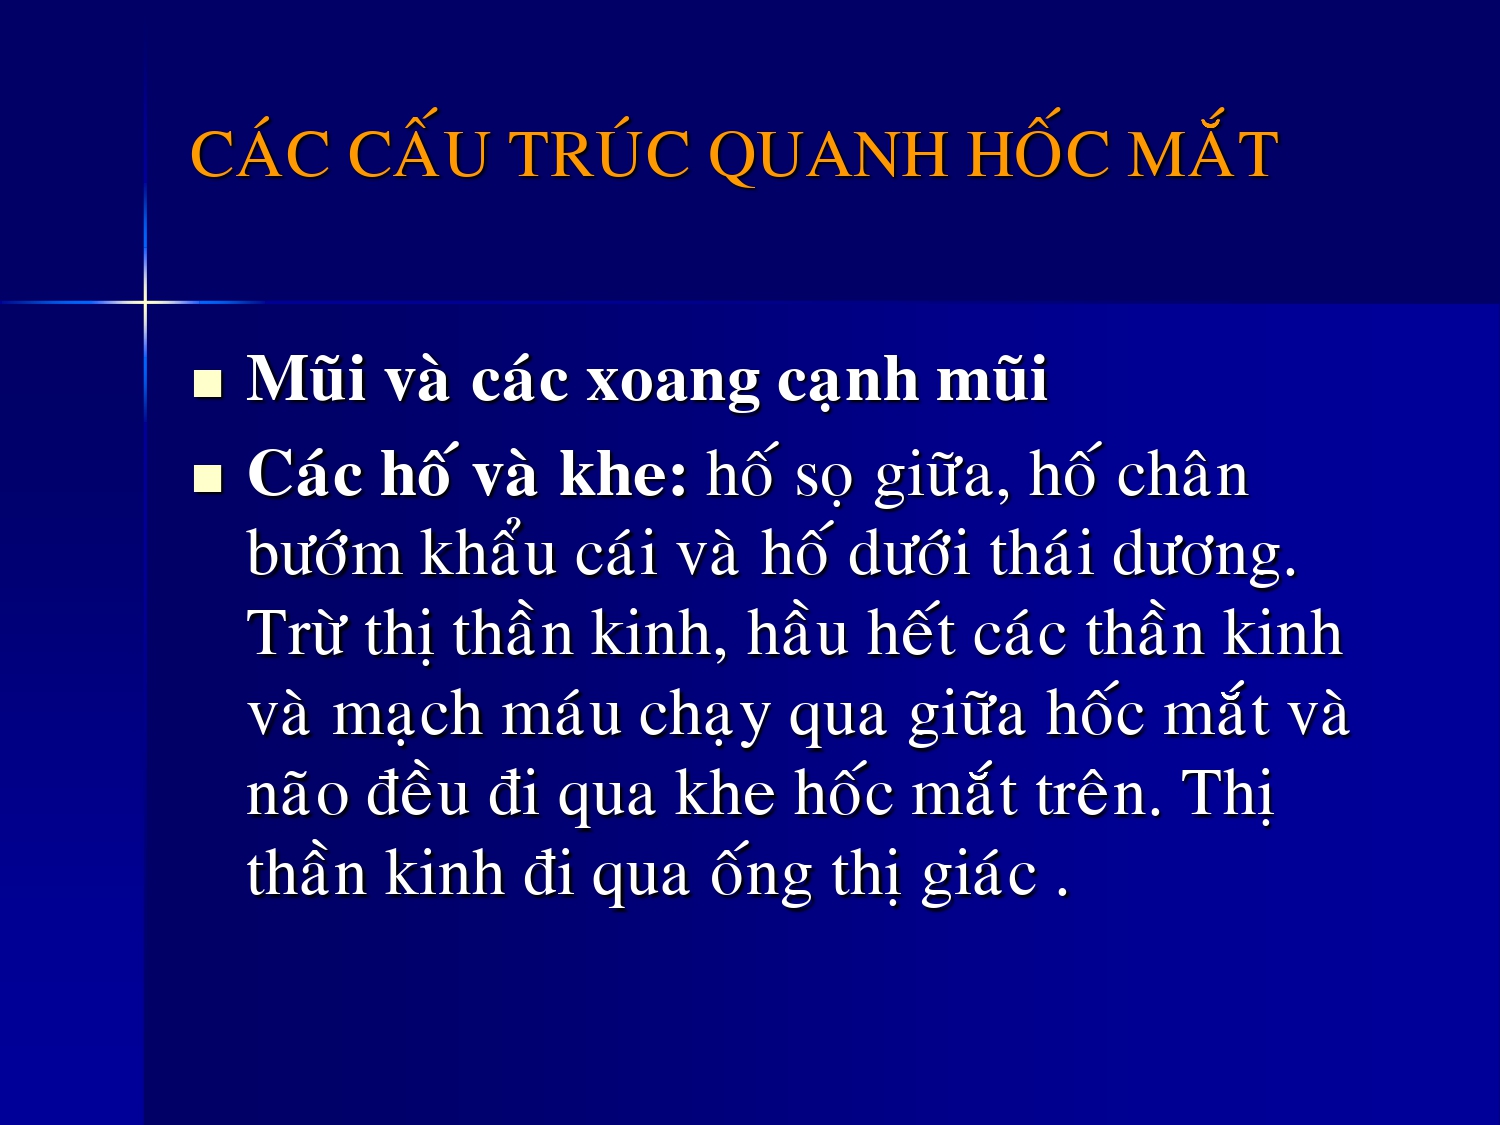 CÁC CẤU TRÚC QUANH HỐC MẮT
Mũi và các xoang cạnh mũi
Các hố và khe: hố sọ giữa, hố chân
bướm khẩu cái và hố dưới thái dương.
Trừ thị thần kinh, hầu hết các thần kinh
và mạch máu chạy qua giữa hốc mắt và
não đều đi qua khe hốc mắt trên. Thị
thần kinh đi qua ống thị giác .